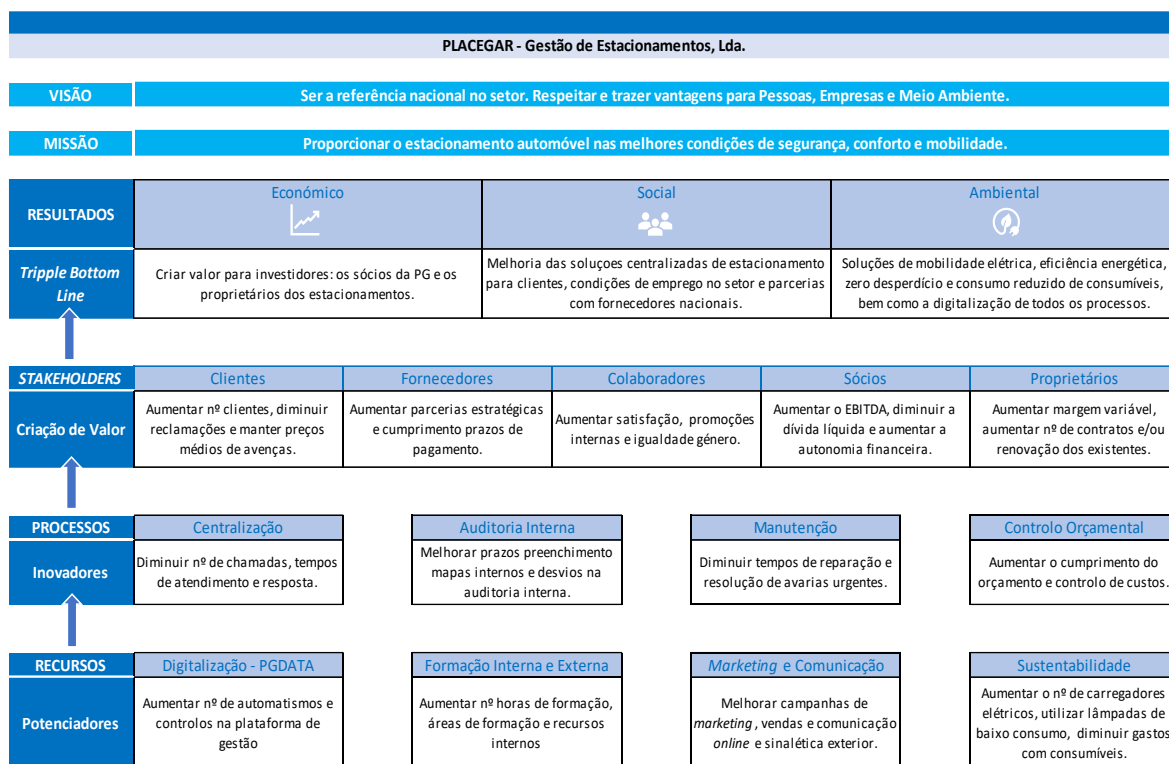 PLACEGAR - Gestão de Estacionamentos, Lda.
VISÃO
Ser a referência nacional no setor. Respeitar e trazer vantagens para Pessoas, Empresas e Meio Ambiente.
MISSÃO
Proporcionar o estacionamento automóvel nas melhores condições de segurança, conforto e mobilidade.
RESULTADOS
Económico
Social
Ambiental
Tripple Bottom
Line
Criar valor para investidores: os sócios da PG e os
proprietários dos estacionamentos.
Melhoria das soluçoes centralizadas de estacionamento
para clientes, condições de emprego no setor e parcerias
com fornecedores nacionais.
Soluções de mobilidade elétrica, eficiência energética,
zero desperdício e consumo reduzido de consumíveis,
bem como a digitalização de todos os processos.
STAKEHOLDERS
Clientes
Fornecedores
Colaboradores
Sócios
Proprietários
Criação de Valor
Aumentar nº clientes, diminuir
reclamações e manter preços
médios de avenças.
Aumentar parcerias estratégicas
e cumprimento prazos de
pagamento.
Aumentar satisfação, promoções
internas e igualdade género.
Aumentar o EBITDA, diminuir a
dívida líquida e aumentar a
autonomia financeira.
Aumentar margem variável,
aumentar nº de contratos e/ou
renovação dos existentes.
PROCESSOS
Centralização
Auditoria Interna
Manutenção
Controlo Orçamental
Inovadores
Diminuir nº de chamadas, tempos
de atendimento e resposta.
Melhorar prazos preenchimento
mapas internos e desvios na
auditoria interna.
Diminuir tempos de reparação e
resolução de avarias urgentes.
Aumentar o cumprimento do
orçamento e controlo de custos.
RECURSOS
Digitalização - PGDATA
Formação Interna e Externa
Marketing e Comunicação
Sustentabilidade
Potenciadores
Aumentar nº de automatismos e
controlos na plataforma de
gestão
Aumentar nº horas de formação,
áreas de formação e recursos
internos
Melhorar campanhas de
marketing, vendas e comunicação
online e sinalética exterior.
Aumentar o nº de carregadores
elétricos, utilizar lâmpadas de
baixo consumo, diminuir gastos
com consumíveis.